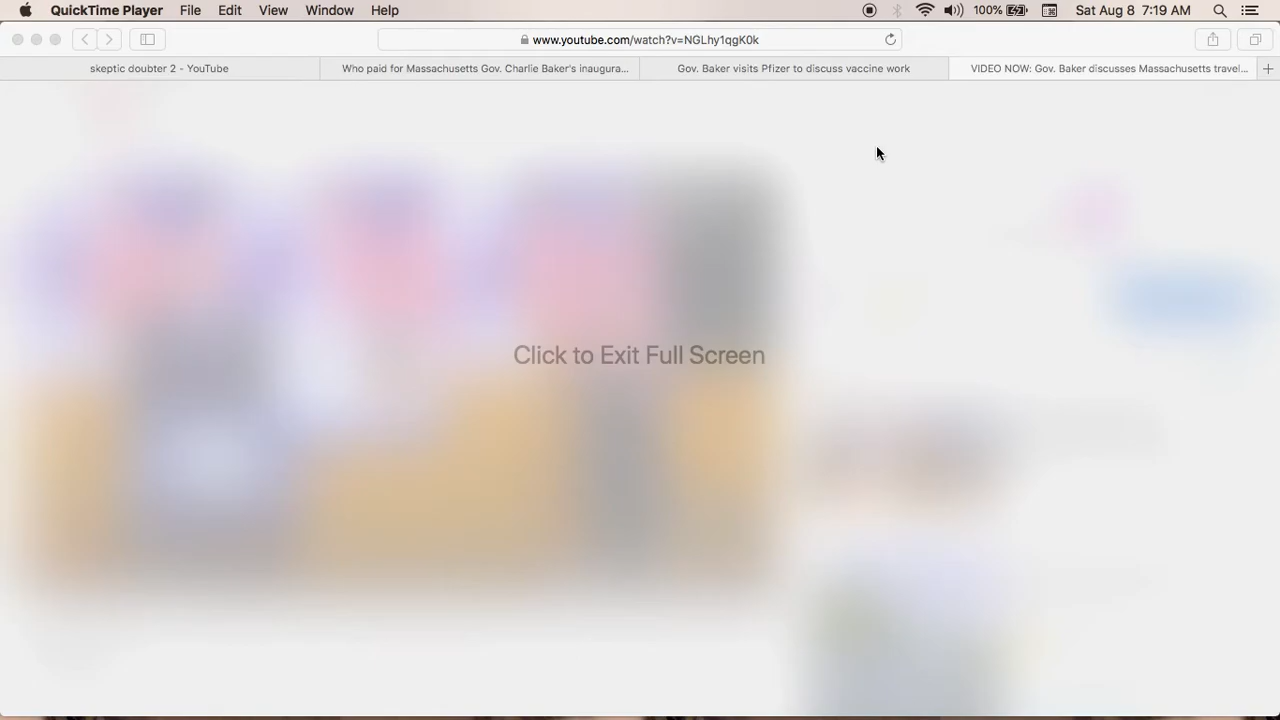 QuickTime Player File Edit View Window Help 100% Sat Aug 8 7:19 AM
www.youtube.com/watch?v=NGLhy1qgK0k
skeptic doubter 2 - YouTube
Who paid for Massachusetts Gov. Charlie Baker's inaugura...
Gov. Baker visits Pfizer to discuss vaccine work
VIDEO NOW: Gov. Baker discusses Massachusetts travel...
Click to Exit Full Screen